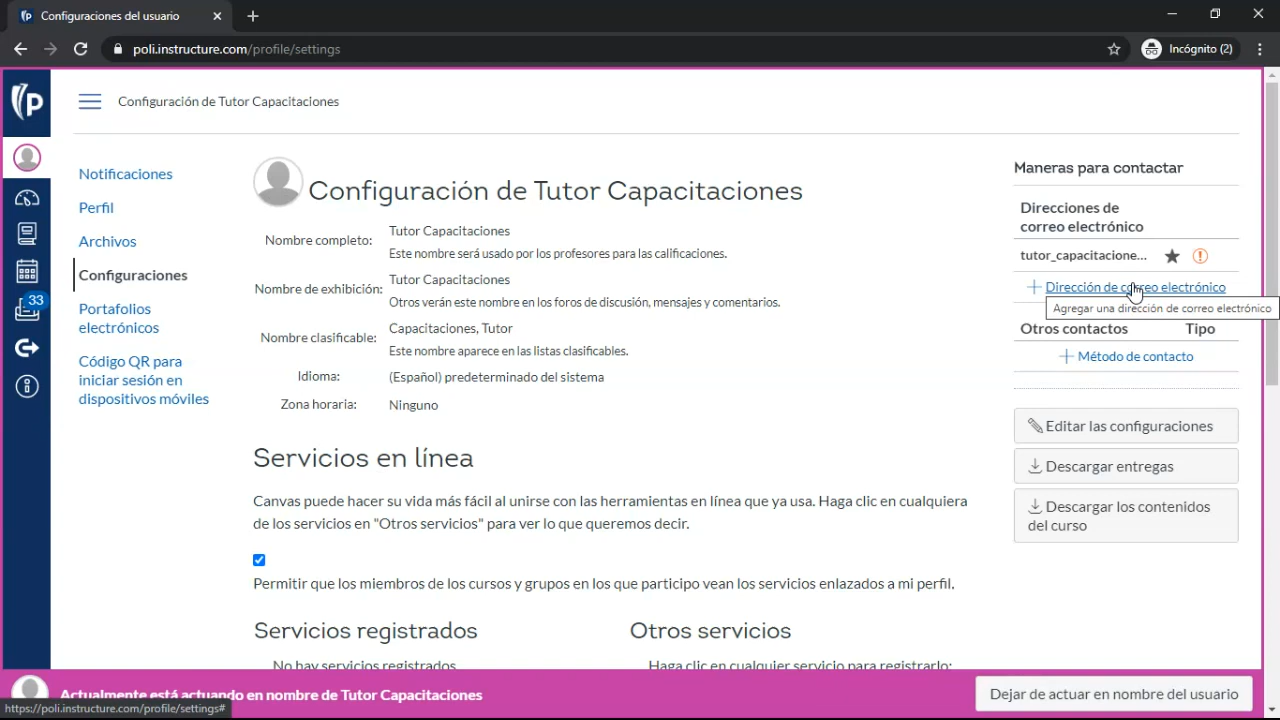 Configuraciones del usuario
poli.instructure.com/profile/settings
Incógnito (2)
Configuración de Tutor Capacitaciones
33
Notificaciones
Perfil
Archivos
Configuraciones
Portafolios
electrónicos
Código QR para
iniciar sesión en
dispositivos móviles
Configuración de Tutor Capacitaciones
Nombre completo:
Tutor Capacitaciones
Este nombre será usado por los profesores para las calificaciones.
Nombre de exhibición:
Tutor Capacitaciones
Otros verán este nombre en los foros de discusión, mensajes y comentarios.
Nombre clasificable:
Capacitaciones, Tutor
Este nombre aparece en las listas clasificables.
Idioma:
(Español) predeterminado del sistema
Zona horaria:
Ninguno
Servicios en línea
Canvas puede hacer su vida más fácil al unirse con las herramientas en línea que ya usa. Haga clic en cualquiera
de los servicios en "Otros servicios" para ver lo que queremos decir.
Permitir que los miembros de los cursos y grupos en los que participo vean los servicios enlazados a mi perfil.
Servicios registrados
No hay servicios registrados
Otros servicios
Haga clic en cualquier servicio para registrarlo:
Maneras para contactar
Direcciones de
correo electrónico
tutor_capacitacione...
Dirección de correo electrónico
Agregar una dirección de correo electrónico
Otros contactos Tipo
Método de contacto
Editar las configuraciones
Descargar entregas
Descargar los contenidos
del curso
Actualmente está actuando en nombre de Tutor Capacitaciones
Dejar de actuar en nombre del usuario
https://poli.instructure.com/profile/settings#